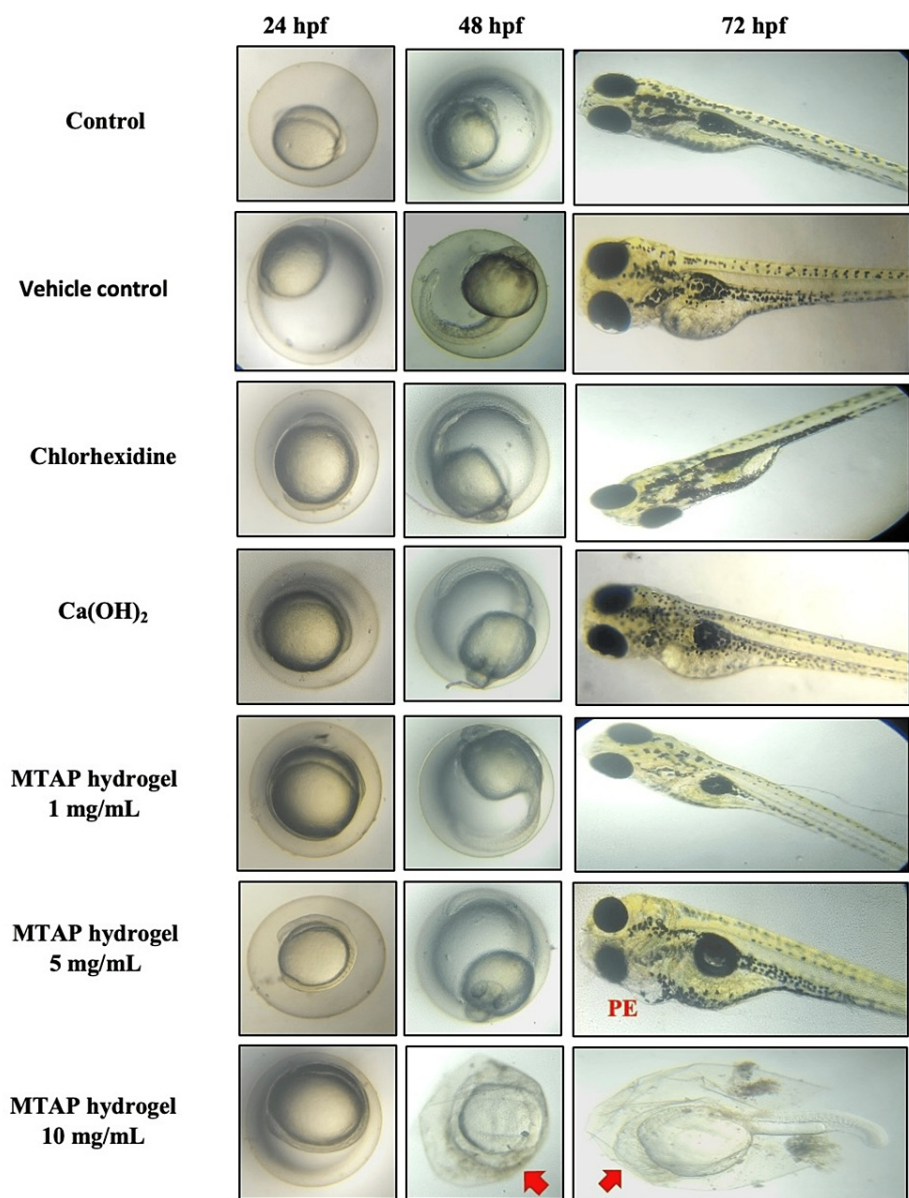 24 hpf 48 hpf 72 hpf
Control
Vehicle control
Chlorhexidine
Ca(OH)₂
MTAP hydrogel
1 mg/mL
MTAP hydrogel
5 mg/mL
PE
MTAP hydrogel
10 mg/mL